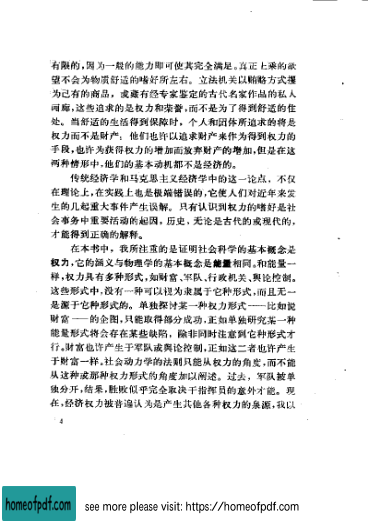 有限的，因为一般的能力即可使其完全满足。真正上乘的欲
望不会为物质舒适的嗜好所左右。立法机关以贿赂方式攫
为己有的商品，或藏有经专家鉴定的古代名家作品的私人
画廊，这些追求的是权力和荣誉，而不是为了得到舒适的住
处。当舒适的生活得到保障时，个人和团体所追求的将是
权力而不是财产：他们也许以追求财产来作为得到权力的
手段，也许为获得权力的增加而放弃财产的增加，但是在这
两种情形中，他们的基本动机都不是经济的。
传统经济学和马克思主义经济学中的这一论点，不仅
在理论上，在实践上也是极端错误的，它使人们对近年来发
生的几起重大事件产生误解。只有认识到权力的嗜好是社
会事务中重要活动的起因，历史，无论是古代的或现代的，
才能得到正确的解释。
在本书中，我所注重的是证明社会科学的基本概念是
权力，它的涵义与物理学的基本概念是能量相同。和能量一
样，权力具有多种形式，如财富、军队、行政机关、舆论控制。
这些形式中，没有一种可以视为隶属于它种形式的，而且无一
是源于它种形式的。单独探讨某一种权力形式——比如说
财富——的企图，只能取得部分成功，正如单独研究某一种
能量形式将会存在某些缺陷，除非同时注意到它种形式才
行。财富也许产生于军队或舆论控制，正如这二者也许产生
于财富一样。社会动力学的法则只能从权力的角度，而不能
从这种或那种权力形式的角度加以阐述。过去，军队被单
独分开，结果，胜败似乎完全取决于指挥员的意外才能。现
在，经济权力被普遍认为是产生其他各种权力的泉源，我以
4
homeofpdf.com
see more please visit: https://homeofpdf.com